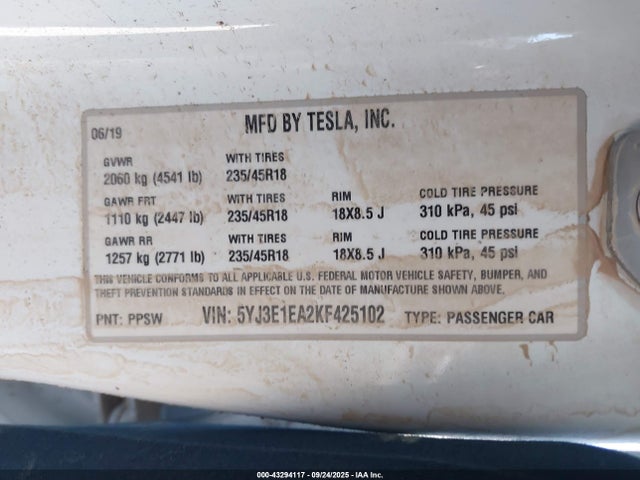 06/19 MFD BY TESLA, INC.
GVWR WITH TIRES
2060 kg (4541 lb) 235/45R18
GAWR FRT WITH TIRES RIM COLD TIRE PRESSURE
1110 kg (2447 lb) 235/45R18 18X8.5 J 310 kPa, 45 psi
GAWR RR WITH TIRES RIM COLD TIRE PRESSURE
1257 kg (2771 lb) 235/45R18 18X8.5 J 310 kPa, 45 psi
THIS VEHICLE CONFORMS TO ALL APPLICABLE U.S. FEDERAL MOTOR VEHICLE SAFETY, BUMPER, AND
THEFT PREVENTION STANDARDS IN EFFECT ON THE DATE OF MANUFACTURE SHOWN ABOVE.
PNT: PPSW VIN: 5YJ3E1EA2KF425102 TYPE: PASSENGER CAR
000-43294117 - 09/24/2025 - IAA Inc.